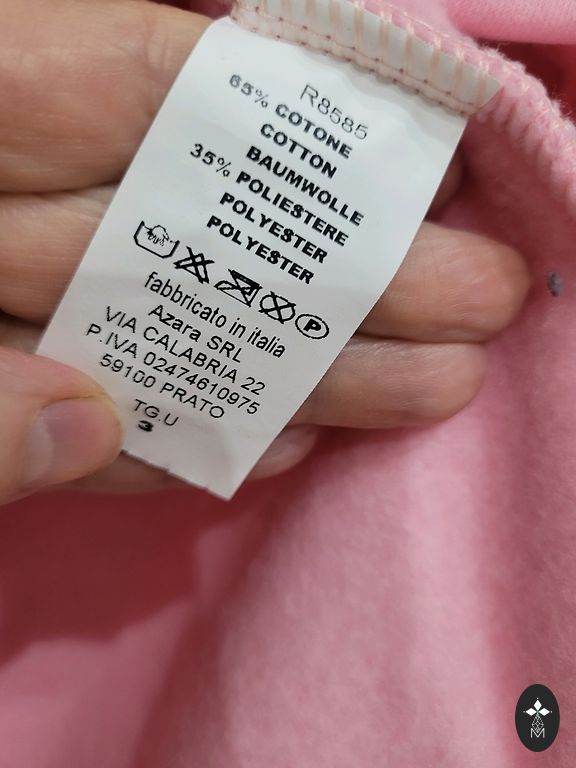 R8585
65% COTONE
COTTON
BAUMWOLLE
35% POLIESTERE
POLYESTER
POLYESTER
P
fabbricato in italia
Azara SRL
VIA CALABRIA 22
P.IVA 02474610975
59100 PRATO
TG.U
3
M